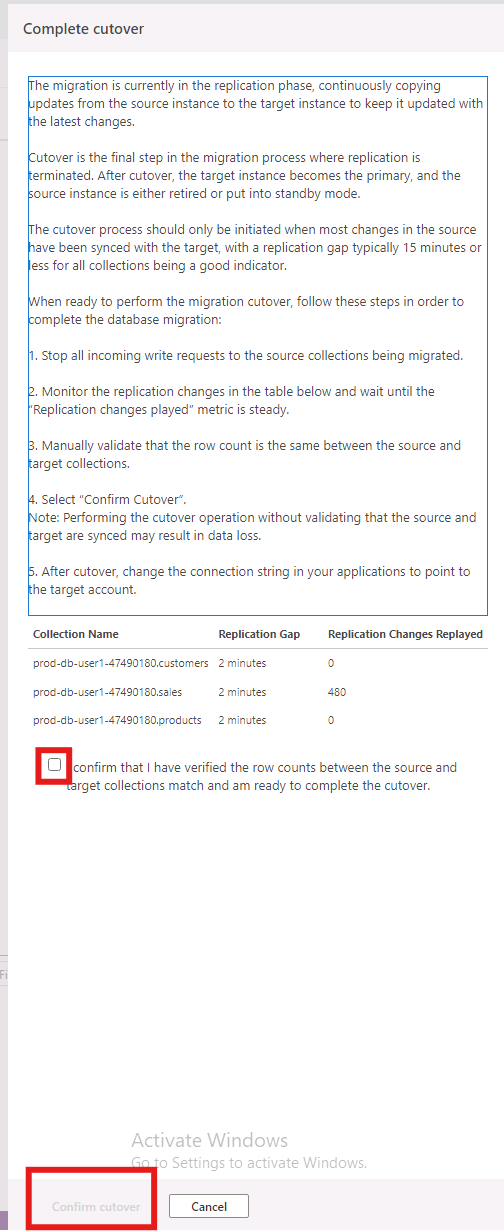 Complete cutover
The migration is currently in the replication phase, continuously copying
updates from the source instance to the target instance to keep it updated with
the latest changes.
Cutover is the final step in the migration process where replication is
terminated. After cutover, the target instance becomes the primary, and the
source instance is either retired or put into standby mode.
The cutover process should only be initiated when most changes in the source
have been synced with the target, with a replication gap typically 15 minutes or
less for all collections being a good indicator.
When ready to perform the migration cutover, follow these steps in order to
complete the database migration:
1. Stop all incoming write requests to the source collections being migrated.
2. Monitor the replication changes in the table below and wait until the
“Replication changes played” metric is steady.
3. Manually validate that the row count is the same between the source and
target collections.
4. Select “Confirm Cutover”.
Note: Performing the cutover operation without validating that the source and
target are synced may result in data loss.
5. After cutover, change the connection string in your applications to point to
the target account.
Collection Name Replication Gap Replication Changes Replayed
prod-db-user1-47490180.customers 2 minutes 0
prod-db-user1-47490180.sales 2 minutes 480
prod-db-user1-47490180.products 2 minutes 0
confirm that I have verified the row counts between the source and
target collections match and am ready to complete the cutover.
Activate Windows
Go to Settings to activate Windows.
Fi
Confirm cutover Cancel